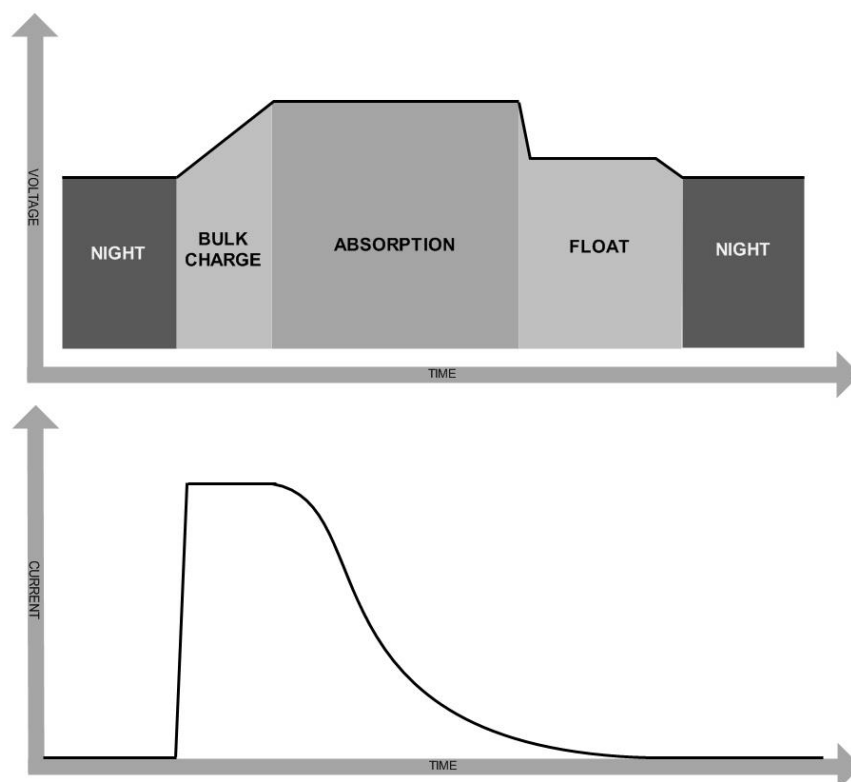 VOLTAGE
NIGHT
BULK
CHARGE
ABSORPTION
FLOAT
NIGHT
TIME
CURRENT
TIME